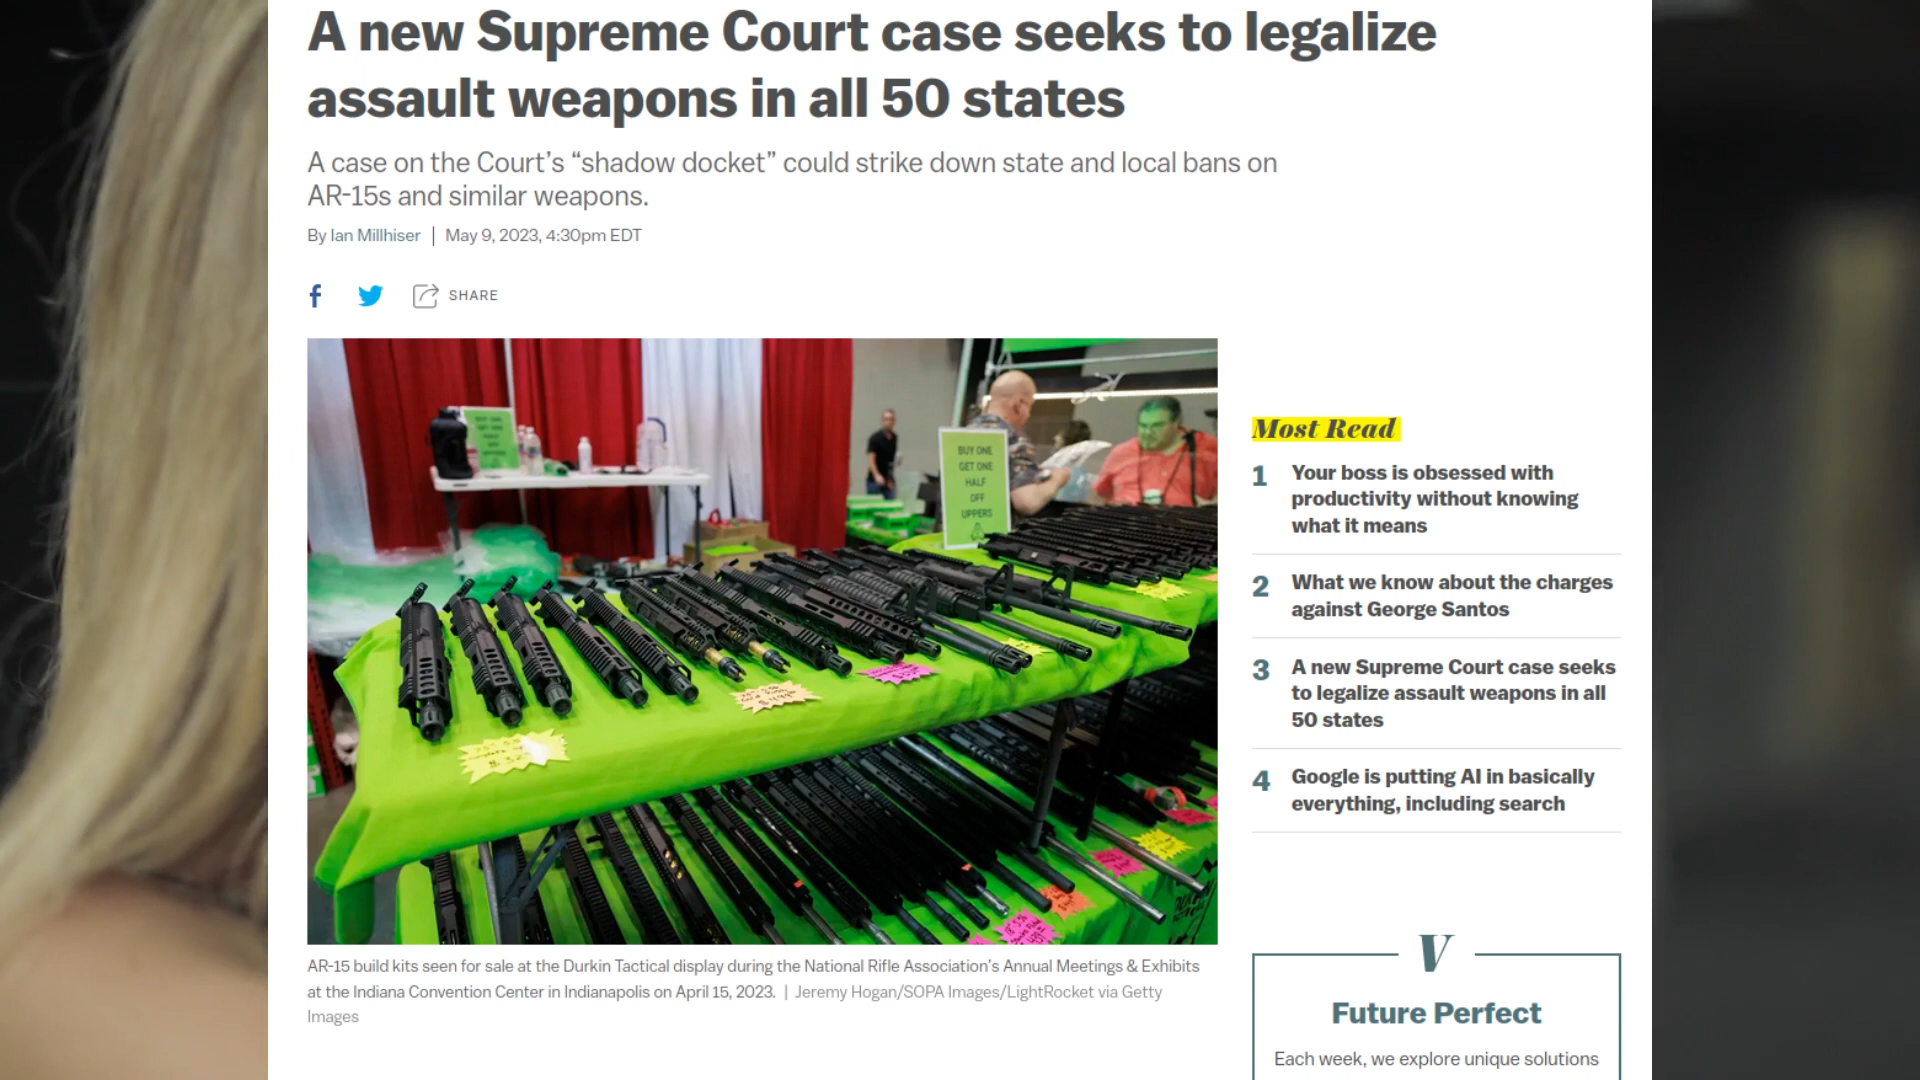 A new Supreme Court case seeks to legalize
assault weapons in all 50 states
A case on the Court’s “shadow docket” could strike down state and local bans on
AR-15s and similar weapons.
By Ian Millhiser | May 9, 2023, 4:30pm EDT
SHARE
BUY ONE
GET ONE
HALF
OFF
UPPERS
BUY ONE
GET ONE
HALF
OFF
AR-15 build kits seen for sale at the Durkin Tactical display during the National Rifle Association’s Annual Meetings & Exhibits
at the Indiana Convention Center in Indianapolis on April 15, 2023. | Jeremy Hogan/SOPA Images/LightRocket via Getty
Images
Most Read
1 Your boss is obsessed with
productivity without knowing
what it means
2 What we know about the charges
against George Santos
3 A new Supreme Court case seeks
to legalize assault weapons in all
50 states
4 Google is putting AI in basically
everything, including search
V
Future Perfect
Each week, we explore unique solutions